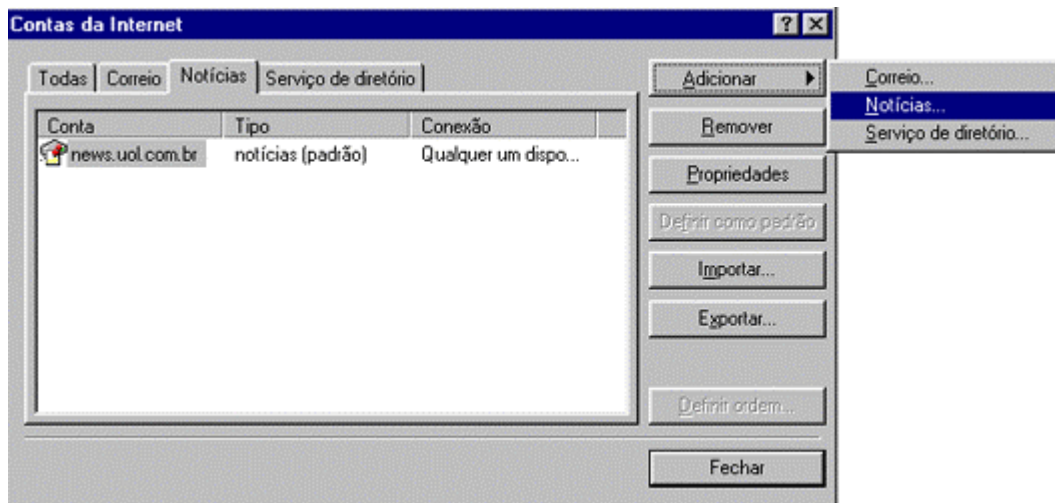 Contas da Internet
Todas Correio Notícias Serviço de diretório
Adicionar
Correio...
Notícias...
Serviço de diretório...
Conta Tipo Conexão
news.uol.com.br notícias (padrão) Qualquer um dispo...
Remover
Propriedades
Definir como padrão
Importar...
Exportar...
Definir ordem...
Fechar